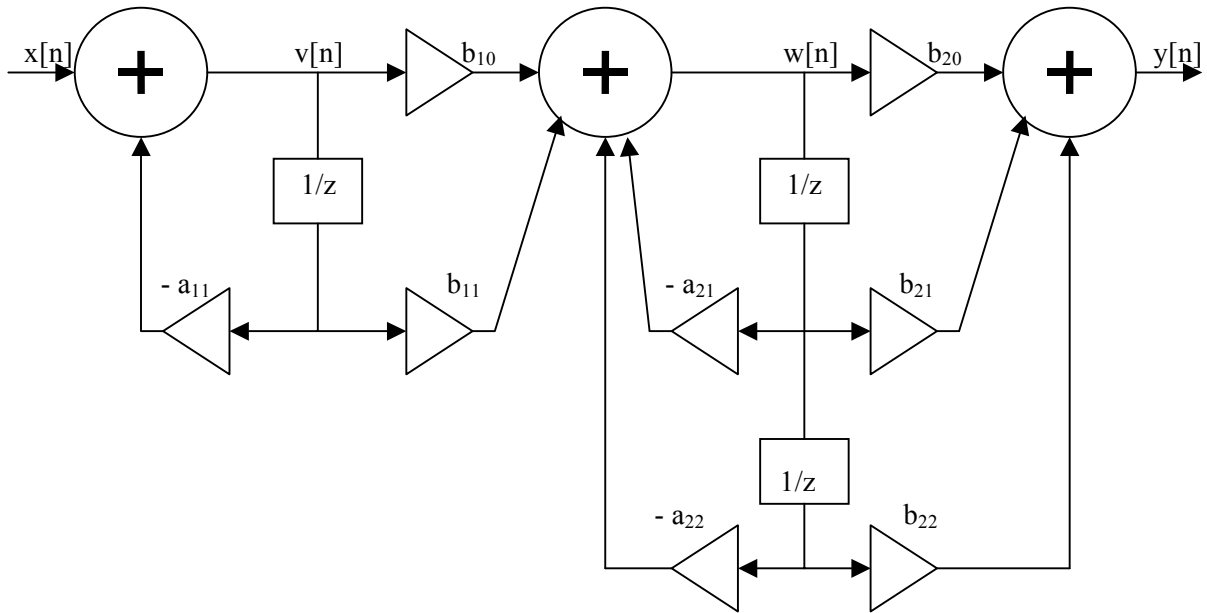 x[n]
v[n]
b₁₀
w[n]
b₂₀
y[n]
+
+
+
1/z
1/z
- a₁₁
b₁₁
- a₂₁
b₂₁
1/z
- a₂₂
b₂₂